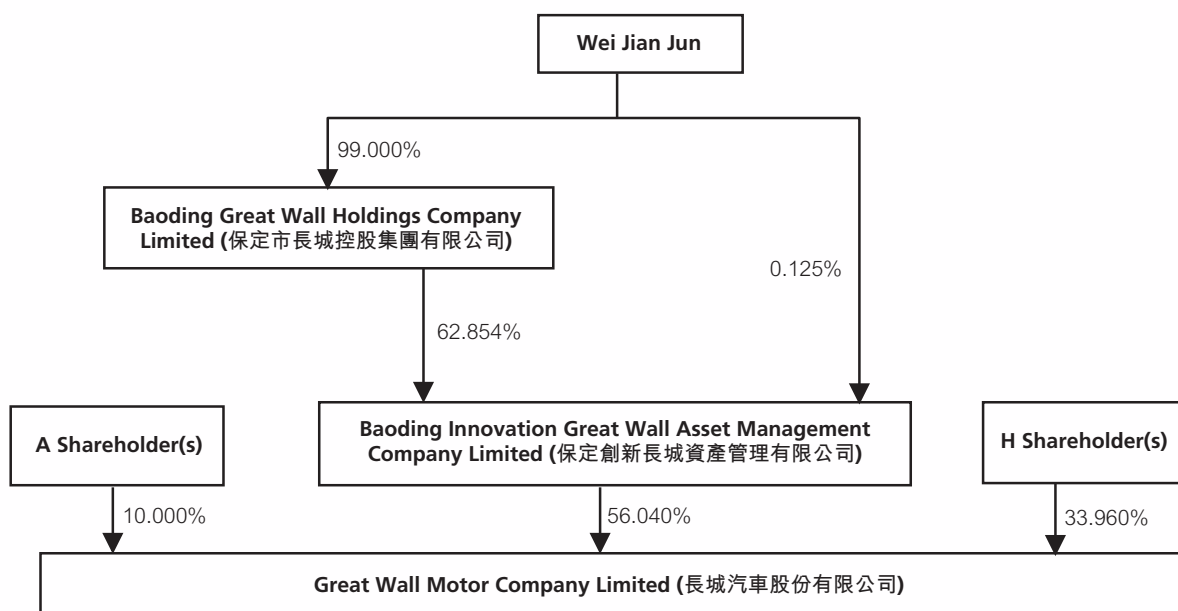 Wei Jian Jun
99.000%
Baoding Great Wall Holdings Company
Limited (保定市長城控股集團有限公司)
0.125%
62.854%
A Shareholder(s)
Baoding Innovation Great Wall Asset Management
Company Limited (保定創新長城資產管理有限公司)
H Shareholder(s)
10.000%
56.040%
33.960%
Great Wall Motor Company Limited (長城汽車股份有限公司)